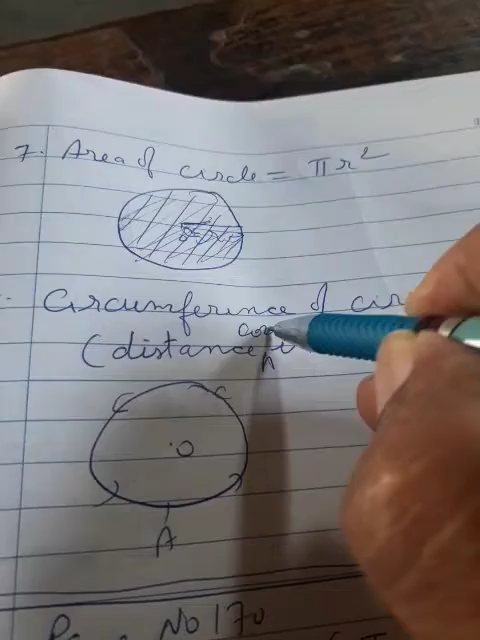 7. Area of circle = πr²
Circumference of cir
(distance
C C
O
A
No 170